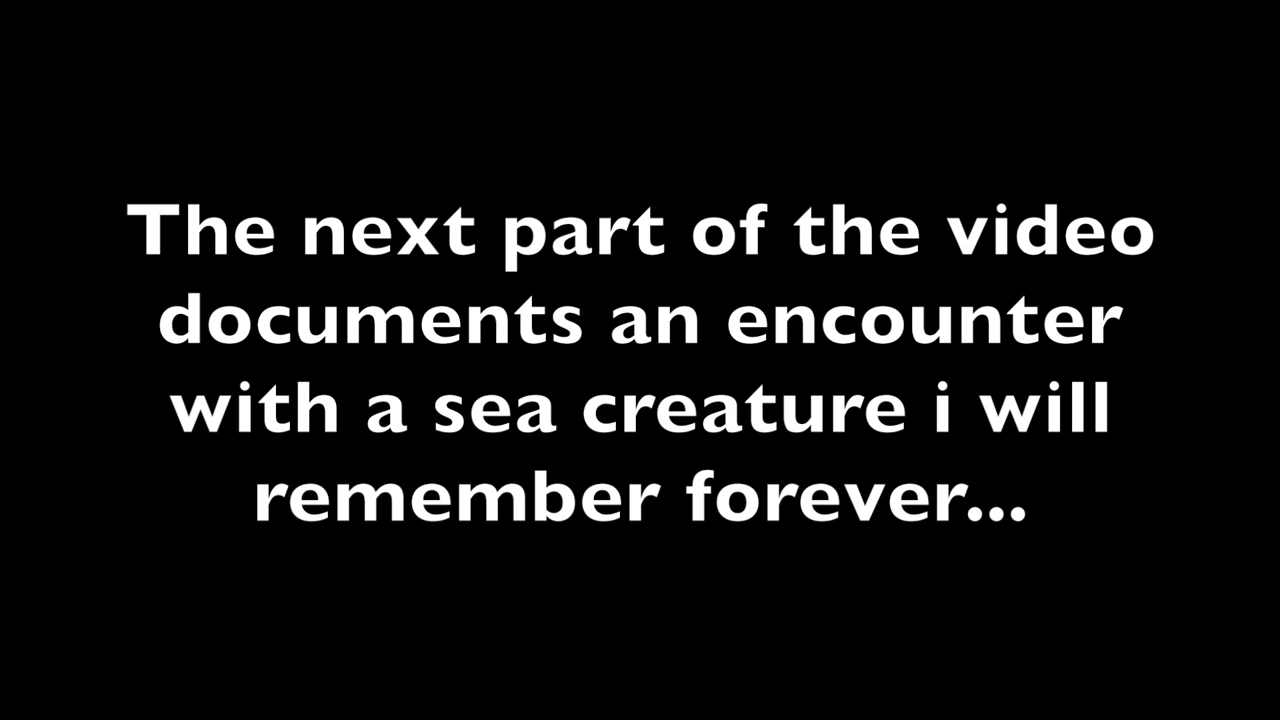 The next part of the video
documents an encounter
with a sea creature i will
remember forever...